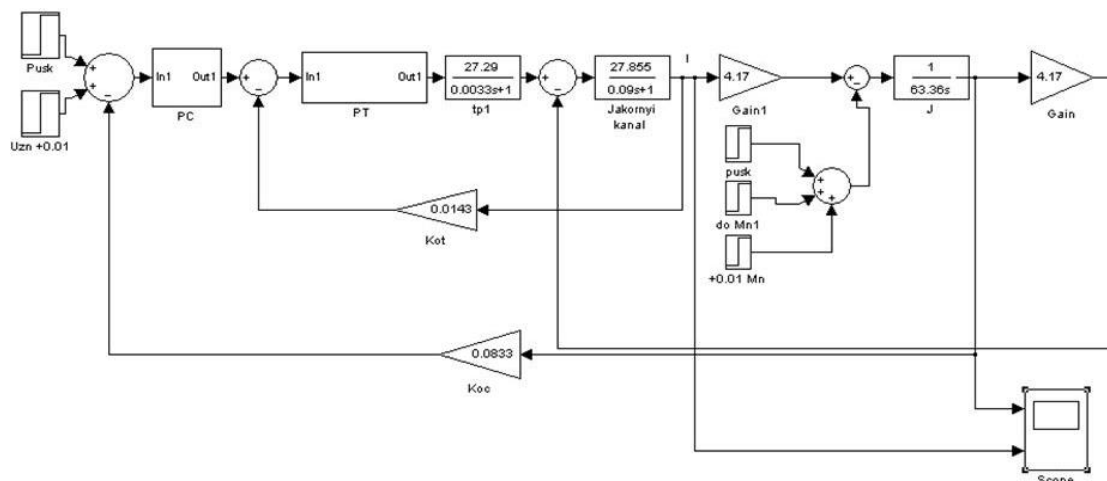 Pusk
Uzn +0.01
+
+
−
In1
Out1
PC
−
In1
Out1
PT
27.29
0.0033s+1
tp1
+
−
27.855
0.09s+1
Jakornyi
kanal
I
4.17
Gain1
+
−
1
63.36s
J
4.17
Gain
pusk
do Mn1
+0.01 Mn
+
+
+
0.0143
Kot
0.0833
Koc
Scope